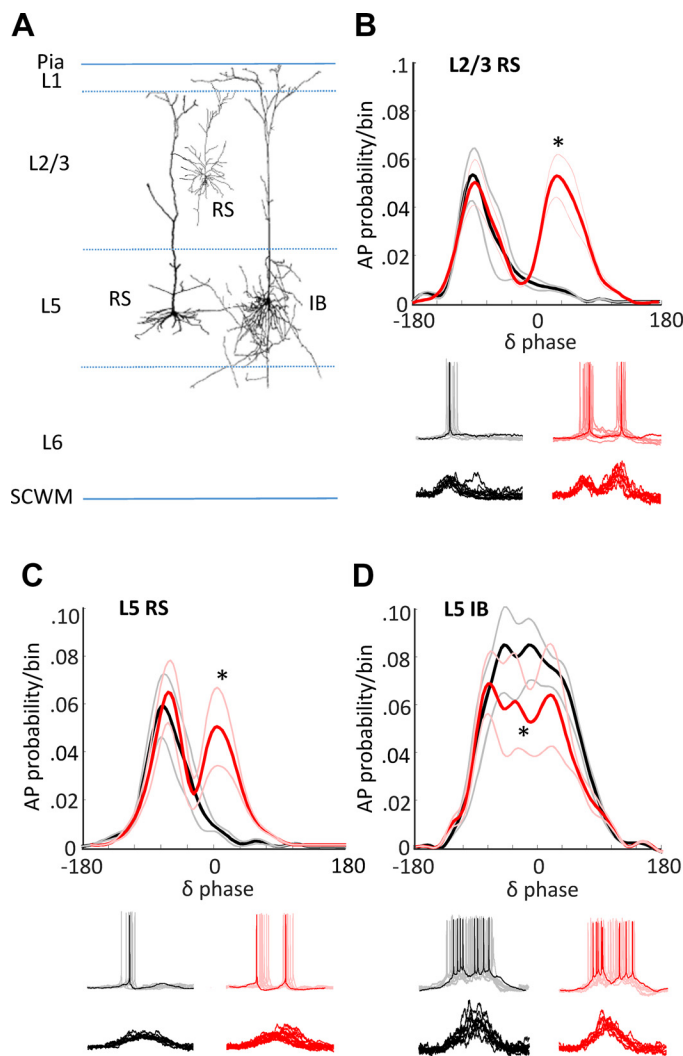 A
Pia
L1
L2/3
RS
RS
IB
L5
L6
SCWM
B
L2/3 RS
AP probability/bin
.1
.08
.06
.04
.02
0
*
-180
0
180
δ phase
C
L5 RS
AP probability/bin
.10
.08
.06
.04
.02
0
*
-180
0
180
δ phase
D
L5 IB
AP probability/bin
.10
.08
.06
.04
.02
0
*
-180
0
180
δ phase